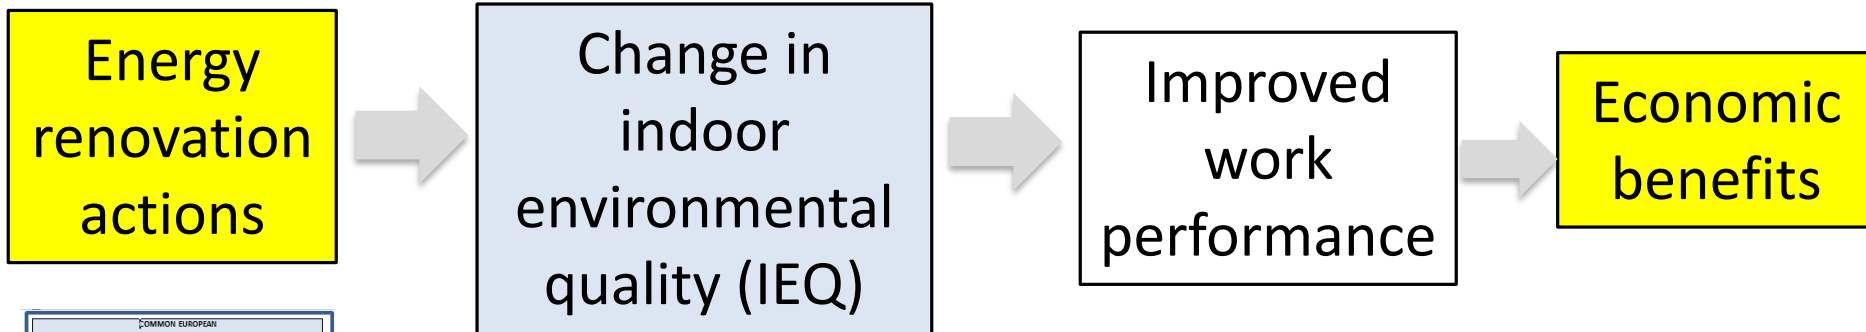 Energy
renovation
actions
Change in
indoor
environmental
quality (IEQ)
Improved
work
performance
Economic
benefits
COMMON EUROPEAN